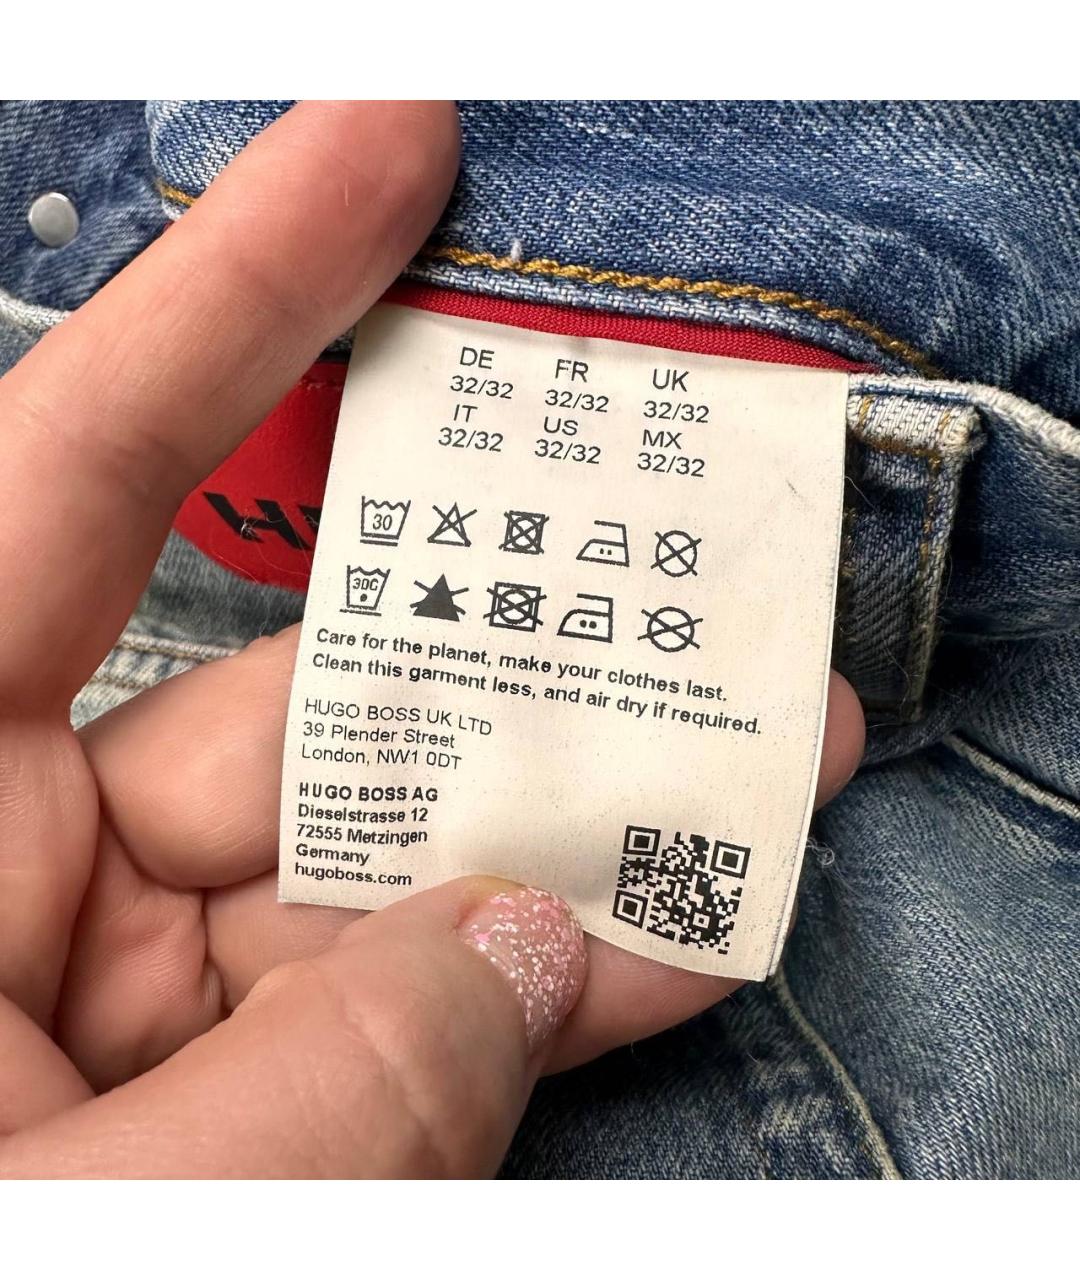 DE FR UK
32/32 32/32 32/32
IT US MX
32/32 32/32 32/32
30
30C
Care for the planet, make your clothes last.
Clean this garment less, and air dry if required.
HUGO BOSS UK LTD
39 Plender Street
London, NW1 0DT
HUGO BOSS AG
Dieselstrasse 12
72555 Metzingen
Germany
hugoboss.com